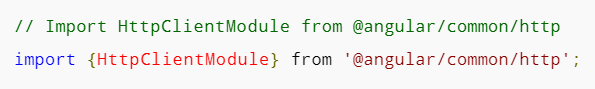 // Import HttpClientModule from @angular/common/http
import {HttpClientModule} from '@angular/common/http';